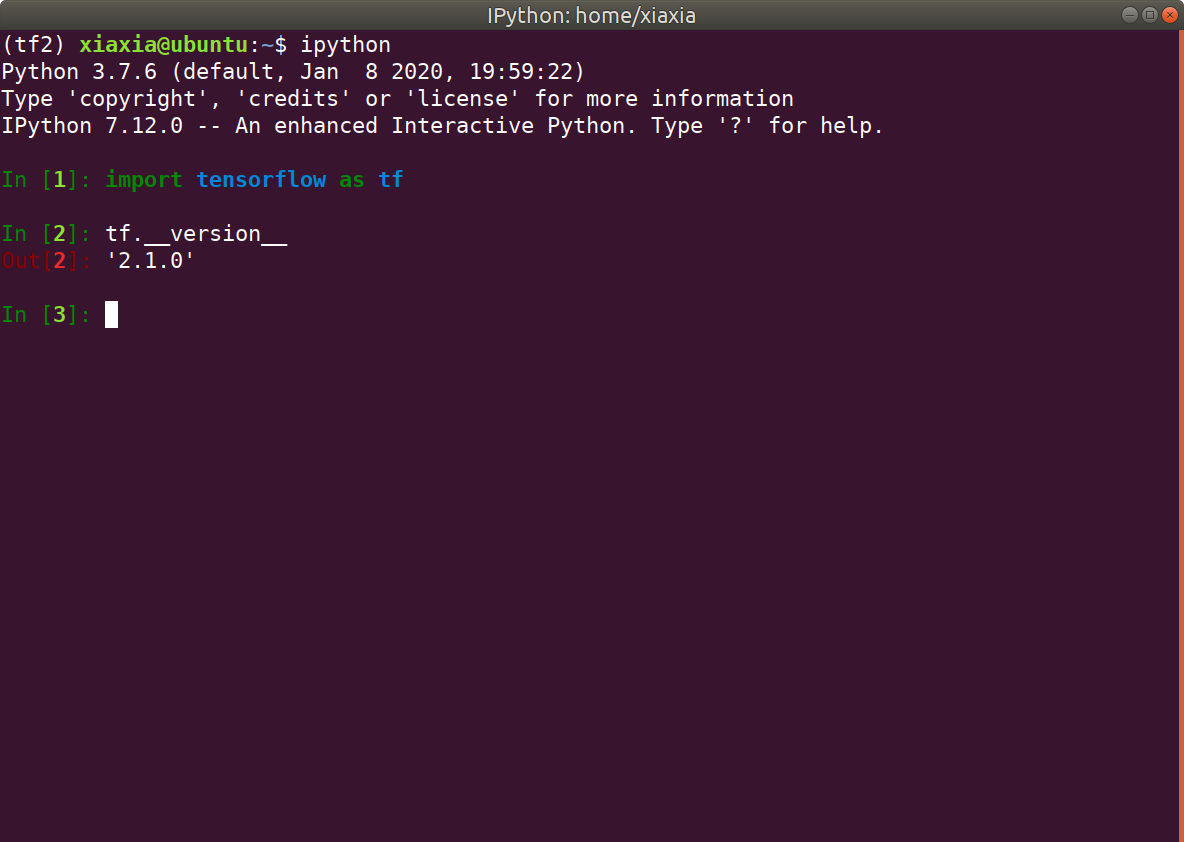 IPython: home/xiaxia
(tf2) xiaxia@ubuntu:~$ ipython
Python 3.7.6 (default, Jan  8 2020, 19:59:22)
Type 'copyright', 'credits' or 'license' for more information
IPython 7.12.0 -- An enhanced Interactive Python. Type '?' for help.
In [1]: import tensorflow as tf
In [2]: tf.__version__
Out[2]: '2.1.0'
In [3]: